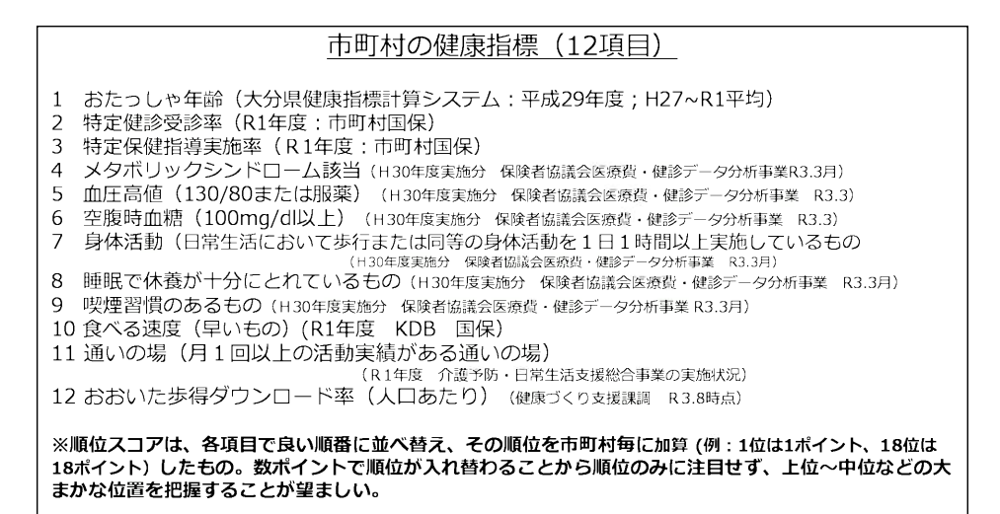 市町村の健康指標（12項目）
1 おたっしゃ年齢（大分県健康指標計算システム：平成29年度；H27~R1平均）
2 特定健診受診率（R1年度：市町村国保）
3 特定保健指導実施率（R1年度：市町村国保）
4 メタボリックシンドローム該当（H30年度実施分 保険者協議会医療費・健診データ分析事業R3.3月）
5 血圧高値（130/80または服薬）（H30年度実施分 保険者協議会医療費・健診データ分析事業 R3.3）
6 空腹時血糖（100mg/dl以上）（H30年度実施分 保険者協議会医療費・健診データ分析事業 R3.3）
7 身体活動（日常生活において歩行または同等の身体活動を１日１時間以上実施しているもの
（H30年度実施分 保険者協議会医療費・健診データ分析事業 R3.3月）
8 睡眠で休養が十分にとれているもの（H30年度実施分 保険者協議会医療費・健診データ分析事業 R3.3月）
9 喫煙習慣のあるもの（H30年度実施分 保険者協議会医療費・健診データ分析事業 R3.3月）
10 食べる速度（早いもの）(R1年度 KDB 国保）
11 通いの場（月１回以上の活動実績がある通いの場）
（R1年度 介護予防・日常生活支援総合事業の実施状況）
12 おおいた歩得ダウンロード率（人口あたり）（健康づくり支援課調 R3.8時点）
※順位スコアは、各項目で良い順番に並べ替え、その順位を市町村毎に加算 (例：1位は1ポイント、18位は
18ポイント）したもの。数ポイントで順位が入れ替わることから順位のみに注目せず、上位～中位などの大
まかな位置を把握することが望ましい。